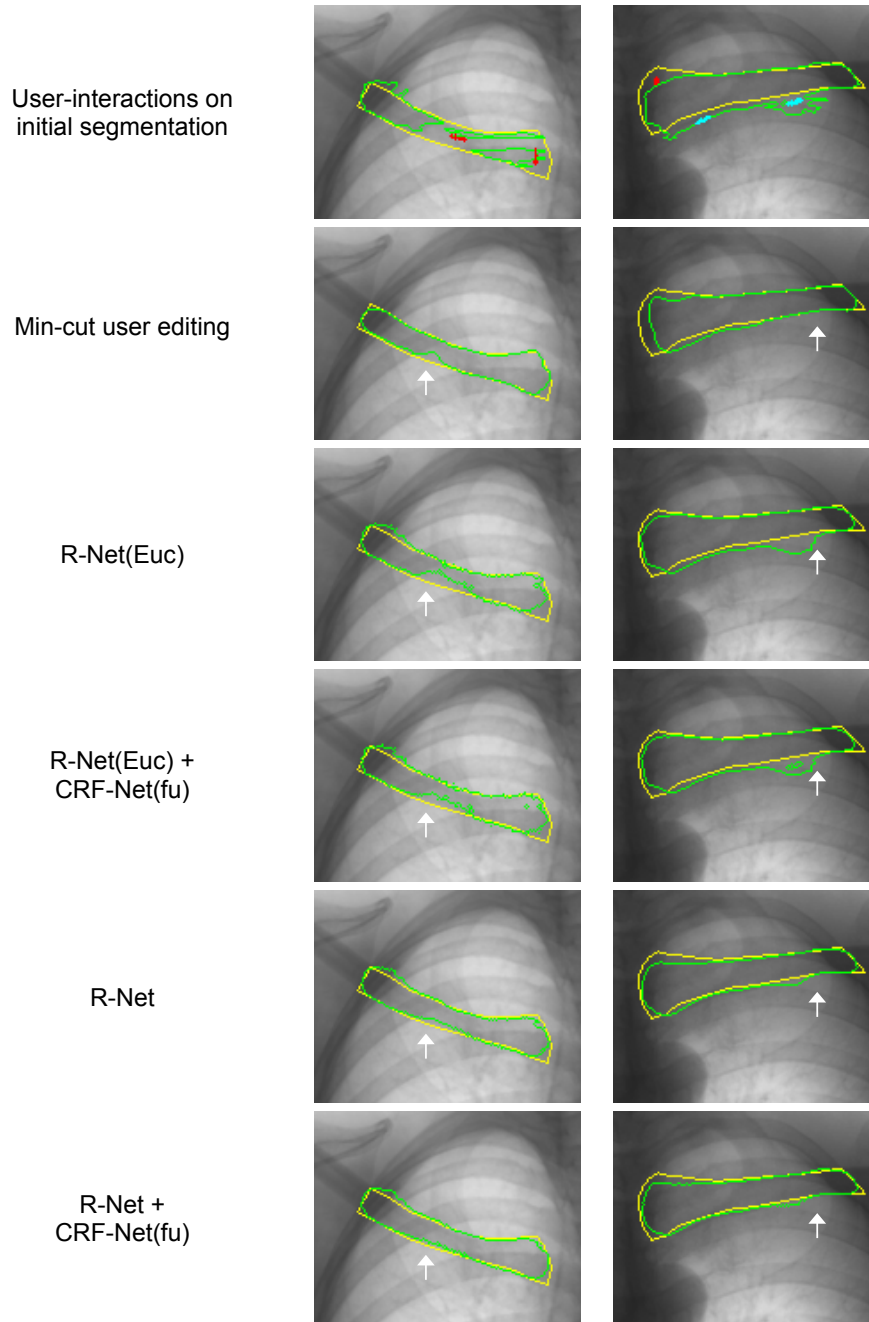 User-interactions on
initial segmentation
Min-cut user editing
R-Net(Euc)
R-Net(Euc) +
CRF-Net(fu)
R-Net
R-Net +
CRF-Net(fu)